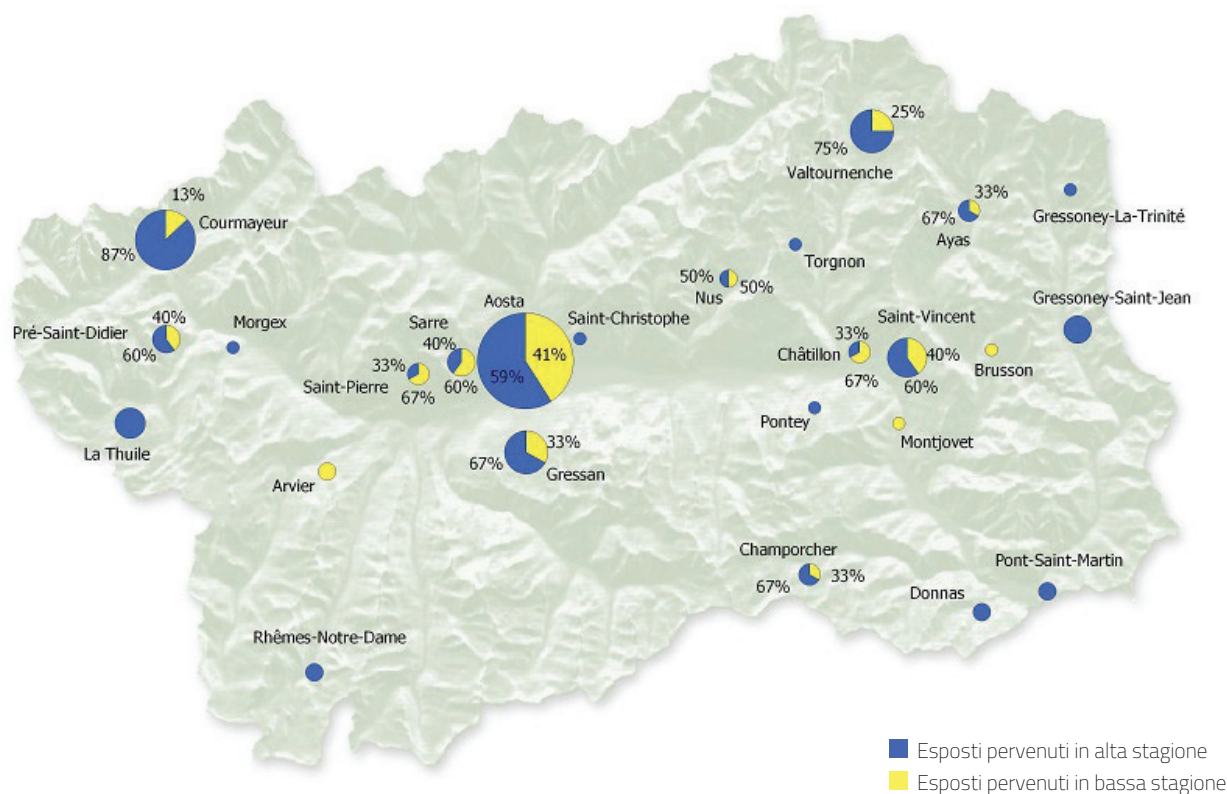 25%
75%
Valtournenche
13%
Courmayeur
87%
33%
67%
Ayas
Gressoney-La-Trinité
Torgnon
50%
50%
Nus
Gressoney-Saint-Jean
Aosta
Saint-Christophe
41%
59%
Sarre
40%
60%
Saint-Vincent
40%
60%
40%
Pré-Saint-Didier
60%
Morgex
33%
Châtillon
67%
Brusson
33%
Saint-Pierre
67%
Pontey
Montjovet
La Thuile
33%
67%
Gressan
Arvier
Champorcher
67%
33%
Pont-Saint-Martin
Donnas
Rhêmes-Notre-Dame
Esposti pervenuti in alta stagione
Esposti pervenuti in bassa stagione